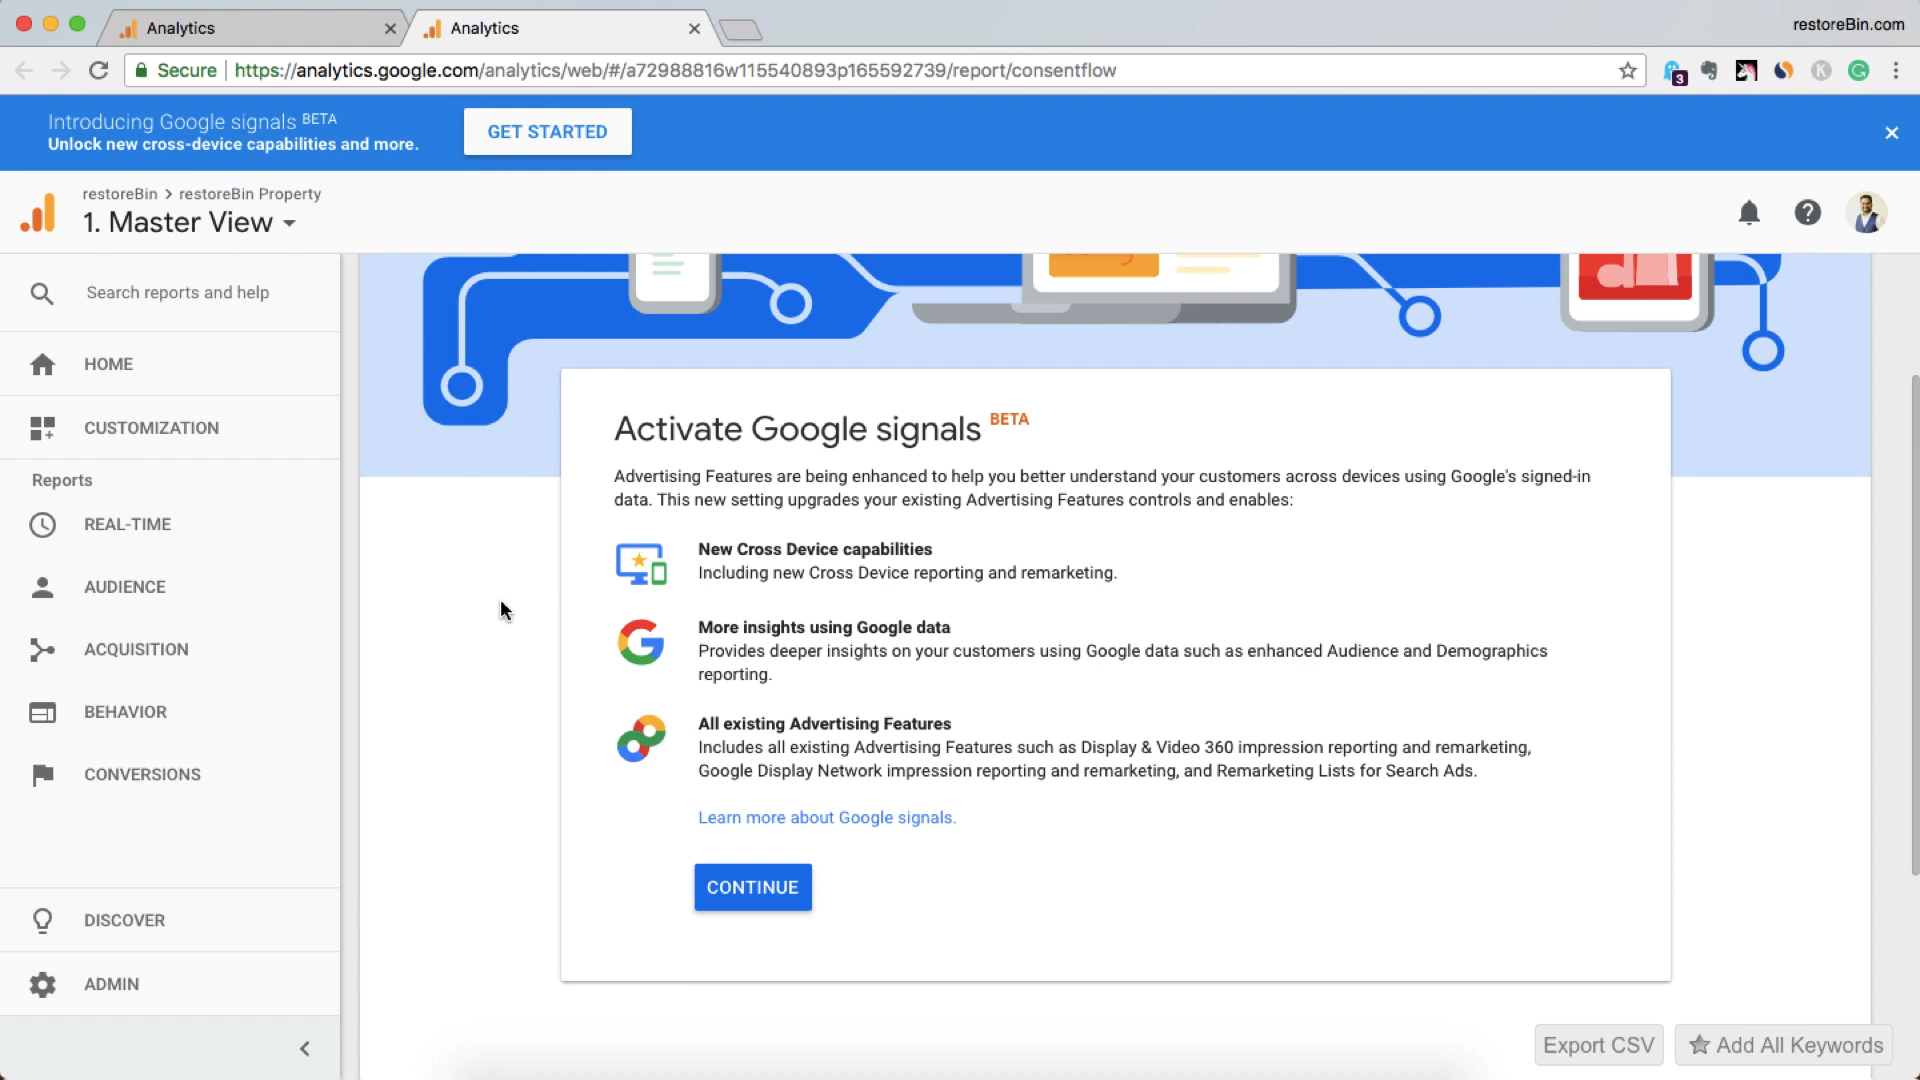 Analytics
Analytics
restoreBin.com
Secure
https://analytics.google.com/analytics/web/#/a72988816w115540893p165592739/report/consentflow
3
K
G
Introducing Google signals BETA
Unlock new cross-device capabilities and more.
GET STARTED
restoreBin > restoreBin Property
1. Master View
Search reports and help
HOME
CUSTOMIZATION
Reports
REAL-TIME
AUDIENCE
ACQUISITION
BEHAVIOR
CONVERSIONS
DISCOVER
ADMIN
Activate Google signals BETA
Advertising Features are being enhanced to help you better understand your customers across devices using Google's signed-in
data. This new setting upgrades your existing Advertising Features controls and enables:
New Cross Device capabilities
Including new Cross Device reporting and remarketing.
More insights using Google data
Provides deeper insights on your customers using Google data such as enhanced Audience and Demographics
reporting.
All existing Advertising Features
Includes all existing Advertising Features such as Display & Video 360 impression reporting and remarketing,
Google Display Network impression reporting and remarketing, and Remarketing Lists for Search Ads.
Learn more about Google signals.
CONTINUE
Export CSV
Add All Keywords